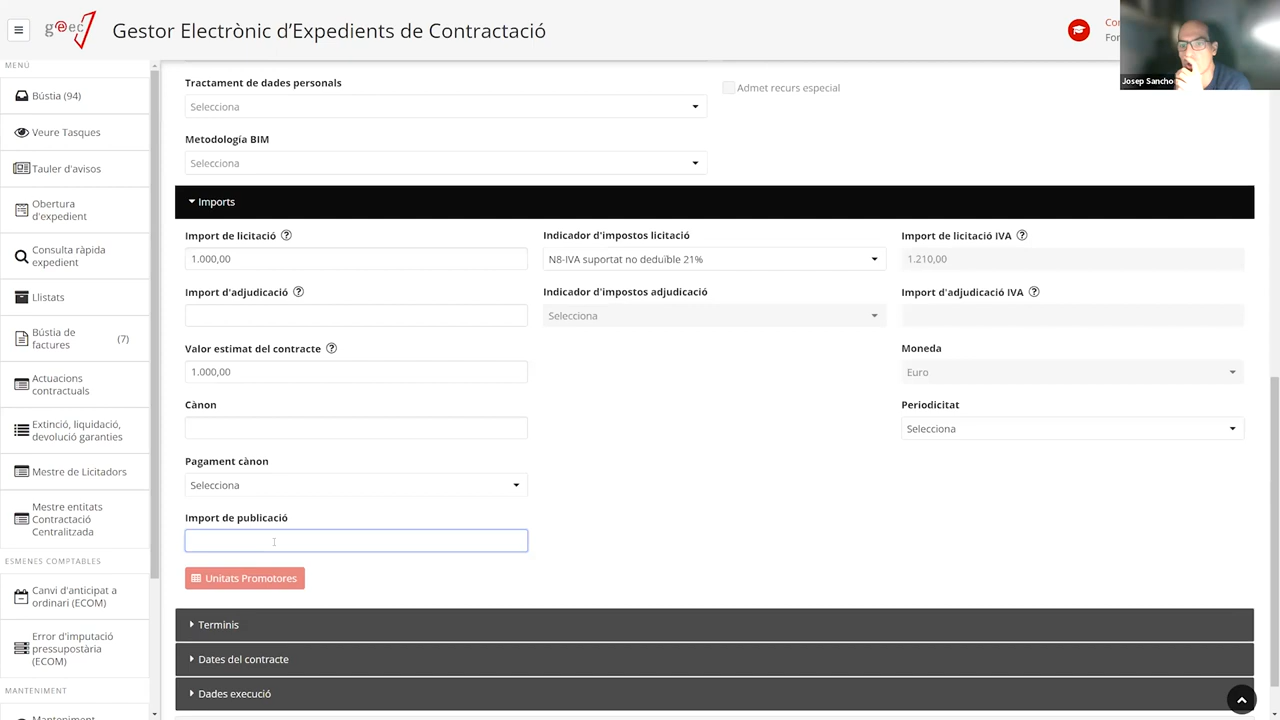 geec
Gestor Electrònic d'Expedients de Contractació
Con
For
Josep Sancho
MENÚ
Bústia (94)
Veure Tasques
Tauler d'avisos
Obertura
d'expedient
Consulta ràpida
expedient
Llistats
Bústia de
factures
(7)
Actuacions
contractuals
Extinció, liquidació,
devolució garanties
Mestre de Licitadors
Mestre entitats
Contractació
Centralitzada
ESMENES COMPTABLES
Canvi d'anticipat a
ordinari (ECOM)
Error d'imputació
pressupostària
(ECOM)
MANTENIMENT
Manteniment
Tractament de dades personals
Selecciona
Admet recurs especial
Metodología BIM
Selecciona
Imports
Import de licitació
Indicador d'impostos licitació
Import de licitació IVA
1.000,00
N8-IVA suportat no deduïble 21%
1.210,00
Import d'adjudicació
Indicador d'impostos adjudicació
Import d'adjudicació IVA
Selecciona
Valor estimat del contracte
Moneda
1.000,00
Euro
Cànon
Periodicitat
Selecciona
Pagament cànon
Selecciona
Import de publicació
Unitats Promotores
Terminis
Dates del contracte
Dades execució